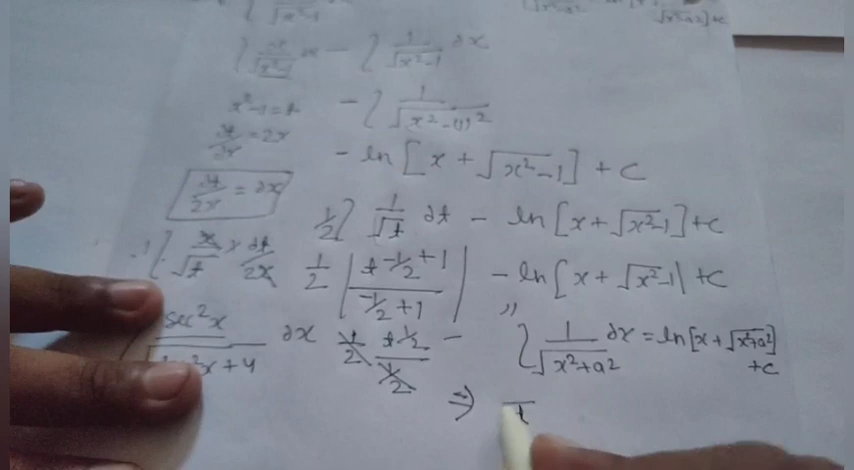 ∫ x/√x²-1 dx - ∫ 1/√x²-1 dx
x²-1=t - ∫ 1/√x²-(1)²
dt/dx = 2x - ln [x + √x²-1] + c
dt/2x = dx 1/2 ∫ 1/√t dt - ln [x + √x²-1] + c
∫ x/√t × dt/2x 1/2 | t^-1/2+1 / -1/2+1 | - ln [x + √x²-1| + c
sec²x dx 1/2 t^1/2 / 1/2 - ∫ 1/√x²+a² dx = ln [x + √x²+a²]
x+4 + c
⇒ t